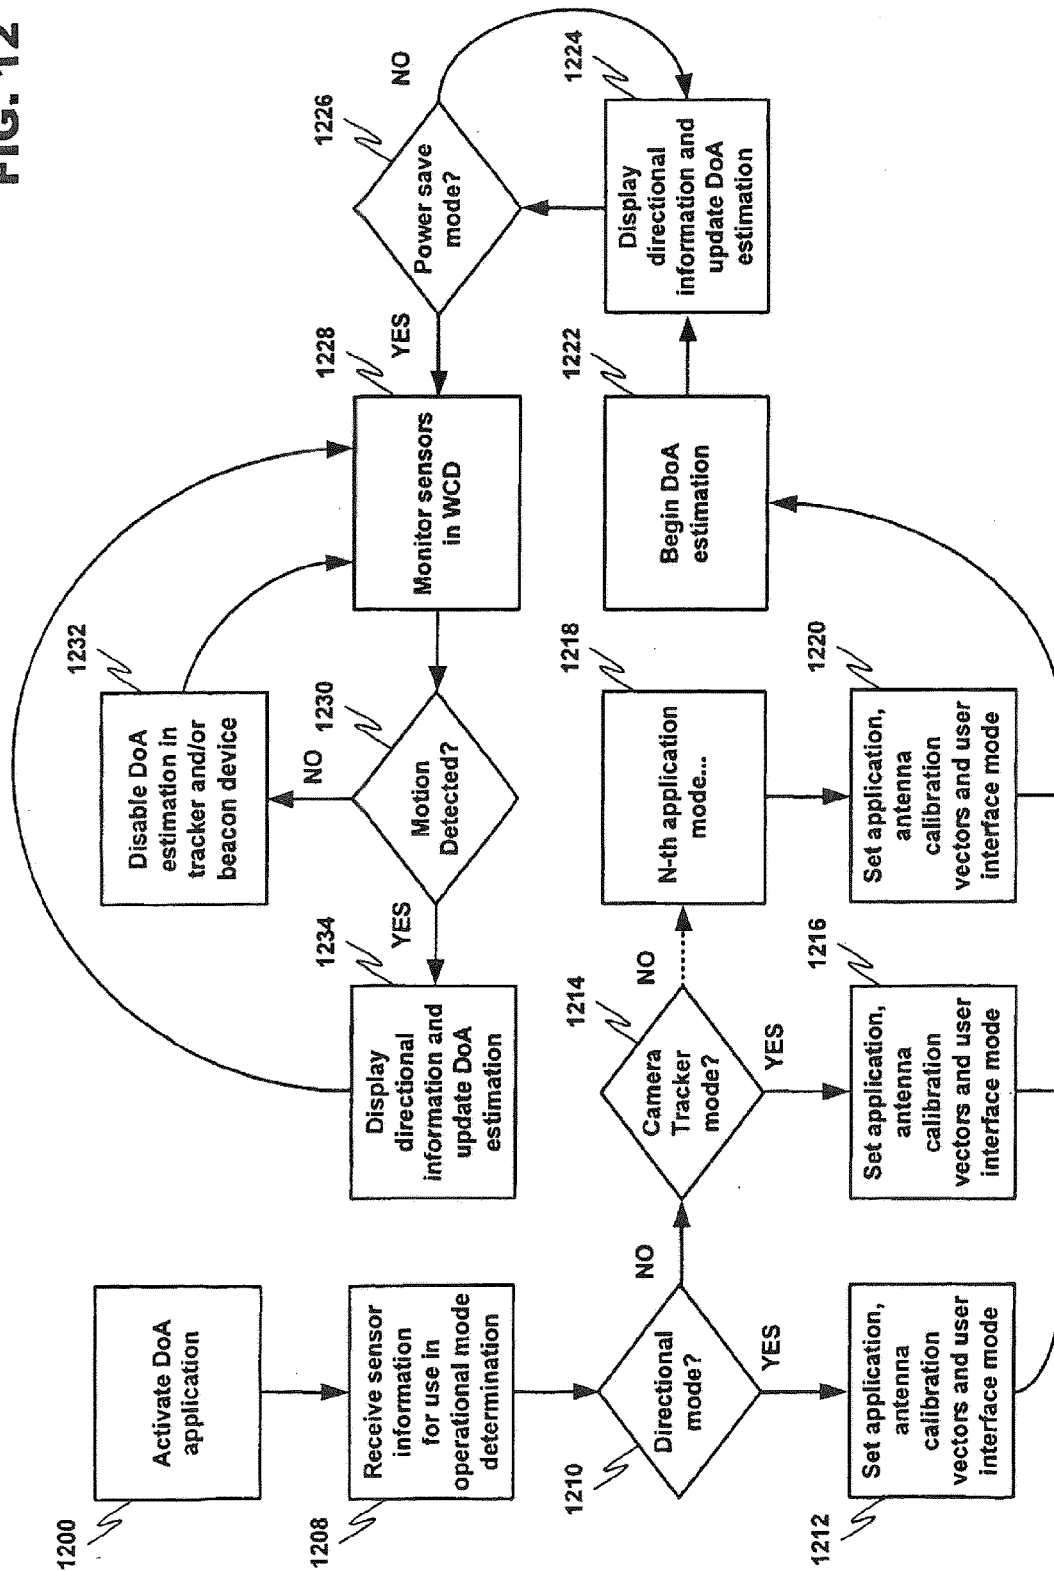 FIG. 12
1200
Activate DoA
application
1208
Receive sensor
information
for use in
operational mode
determination
1210
Directional
mode?
NO
YES
1212
Set application,
antenna
calibration
vectors and user
interface mode
1214
Camera
Tracker
mode?
NO
YES
1216
Set application,
antenna
calibration
vectors and user
interface mode
1218
N-th application
mode...
1220
Set application,
antenna
calibration
vectors and user
interface mode
1222
Begin DoA
estimation
1224
Display
directional
information and
update DoA
estimation
1226
Power save
mode?
NO
YES
1228
Monitor sensors
in WCD
1230
Motion
Detected?
NO
YES
1232
Disable DoA
estimation in
tracker and/or
beacon device
1234
Display
directional
information and
update DoA
estimation